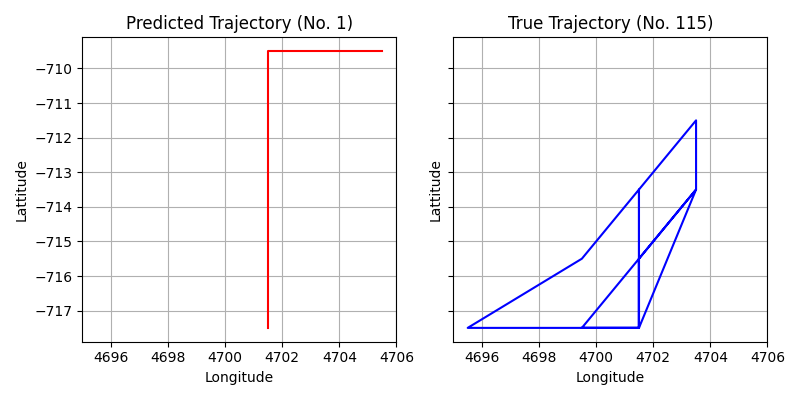 Predicted Trajectory (No. 1)
True Trajectory (No. 115)
Lattitude
−710
−711
−712
−713
−714
−715
−716
−717
4696 4698 4700 4702 4704 4706
Longitude
Lattitude
4696 4698 4700 4702 4704 4706
Longitude